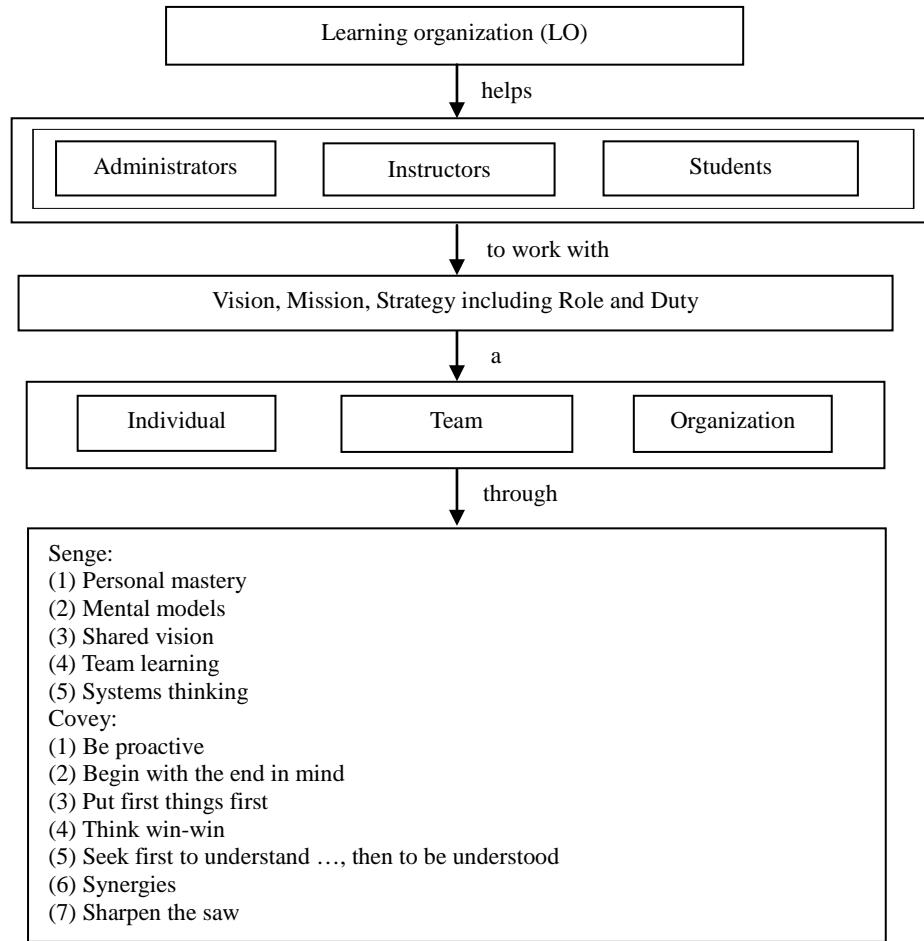 Learning organization (LO)
helps
Administrators
Instructors
Students
to work with
Vision, Mission, Strategy including Role and Duty
a
Individual
Team
Organization
through
Senge:
(1) Personal mastery
(2) Mental models
(3) Shared vision
(4) Team learning
(5) Systems thinking
Covey:
(1) Be proactive
(2) Begin with the end in mind
(3) Put first things first
(4) Think win-win
(5) Seek first to understand …, then to be understood
(6) Synergies
(7) Sharpen the saw